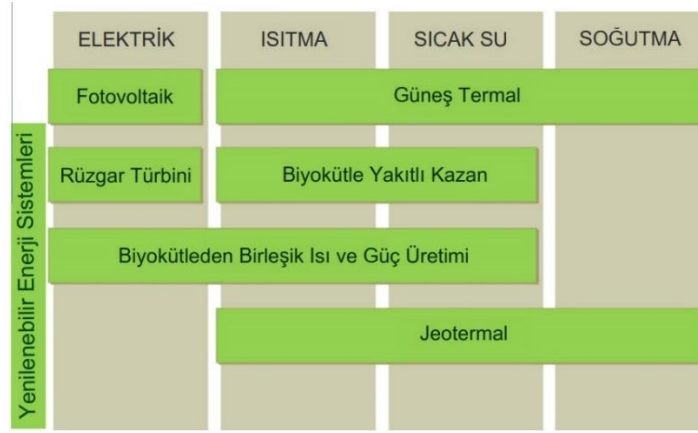 ELEKTRİK
ISITMA
SICAK SU
SOĞUTMA
Fotovoltaik
Güneş Termal
Yenilenebilir Enerji Sistemleri
Rüzgar Türbini
Biyokütle Yakıtlı Kazan
Biyokütleden Birleşik Isı ve Güç Üretimi
Jeotermal